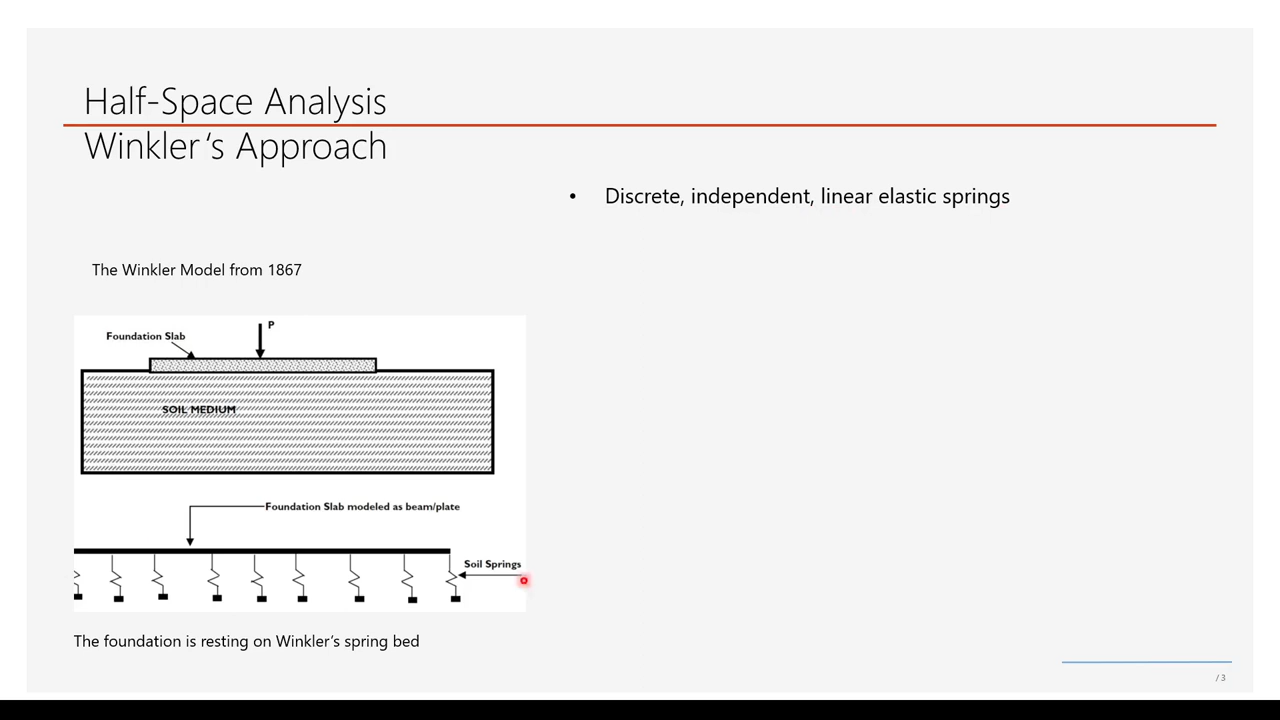 Half-Space Analysis
Winkler‘s Approach
• Discrete, independent, linear elastic springs
The Winkler Model from 1867
P
Foundation Slab
SOIL MEDIUM
Foundation Slab modeled as beam/plate
Soil Springs
The foundation is resting on Winkler‘s spring bed
/ 3